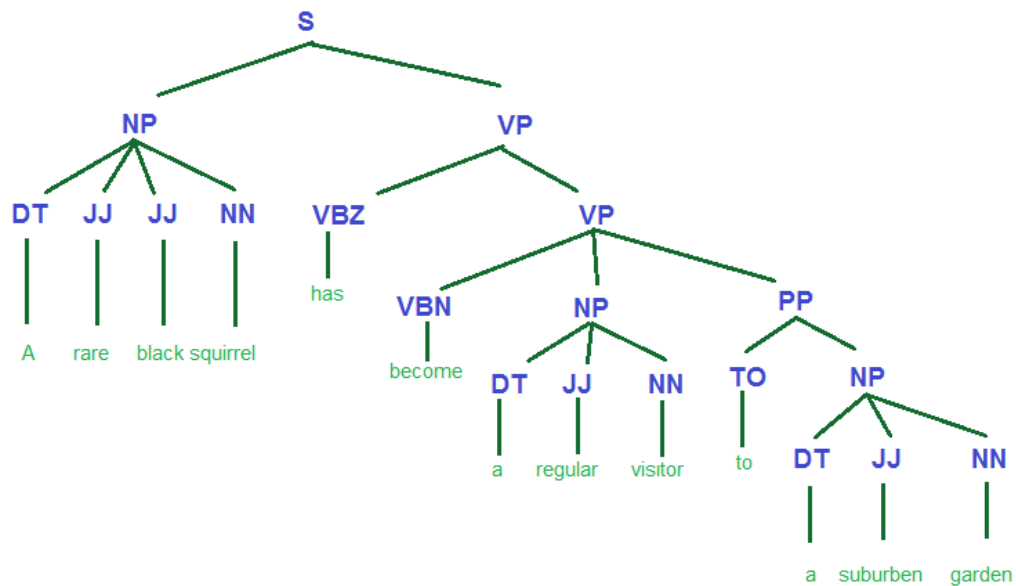 S
NP VP
DT JJ JJ NN VBZ VP
has
VBN NP PP
A rare black squirrel
become
DT JJ NN TO NP
a regular visitor to
DT JJ NN
a suburben garden